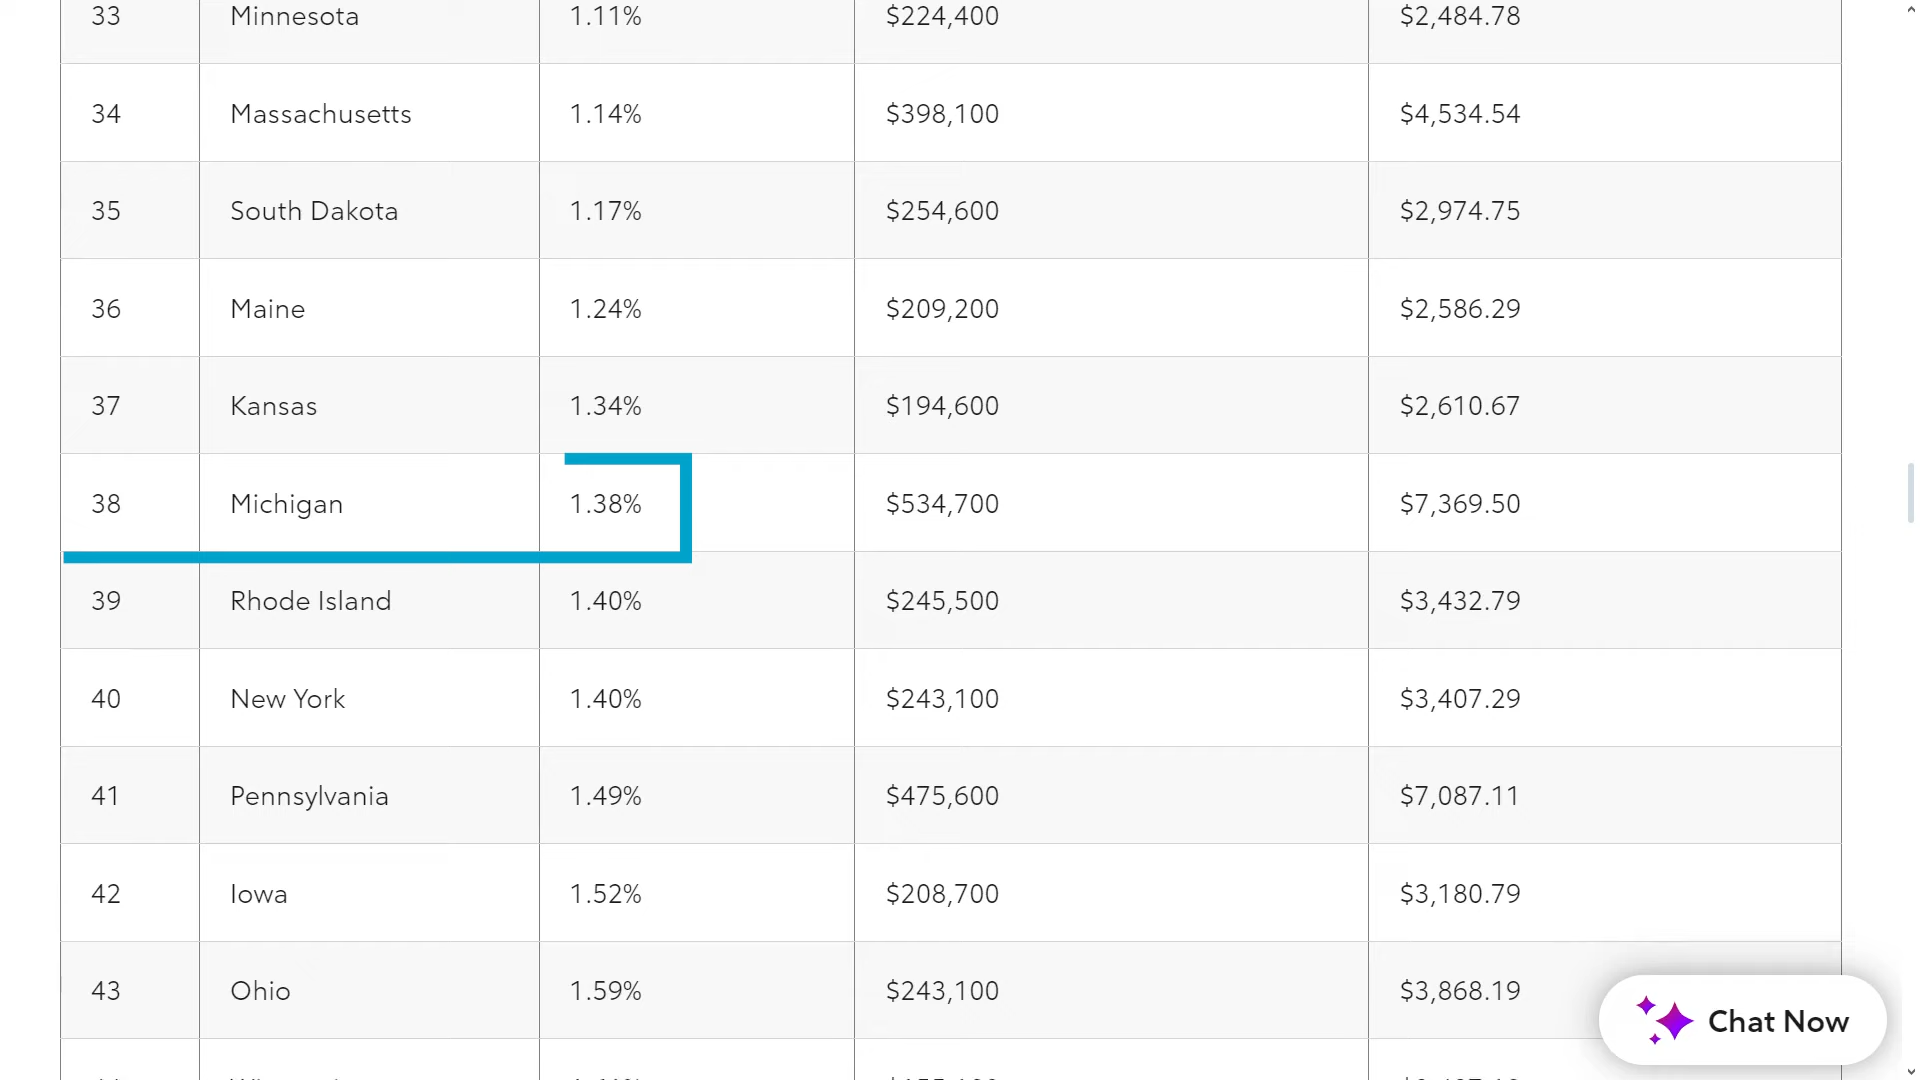 33 Minnesota 1.11% $224,400 $2,484.78
34 Massachusetts 1.14% $398,100 $4,534.54
35 South Dakota 1.17% $254,600 $2,974.75
36 Maine 1.24% $209,200 $2,586.29
37 Kansas 1.34% $194,600 $2,610.67
38 Michigan 1.38% $534,700 $7,369.50
39 Rhode Island 1.40% $245,500 $3,432.79
40 New York 1.40% $243,100 $3,407.29
41 Pennsylvania 1.49% $475,600 $7,087.11
42 Iowa 1.52% $208,700 $3,180.79
43 Ohio 1.59% $243,100 $3,868.19
Chat Now